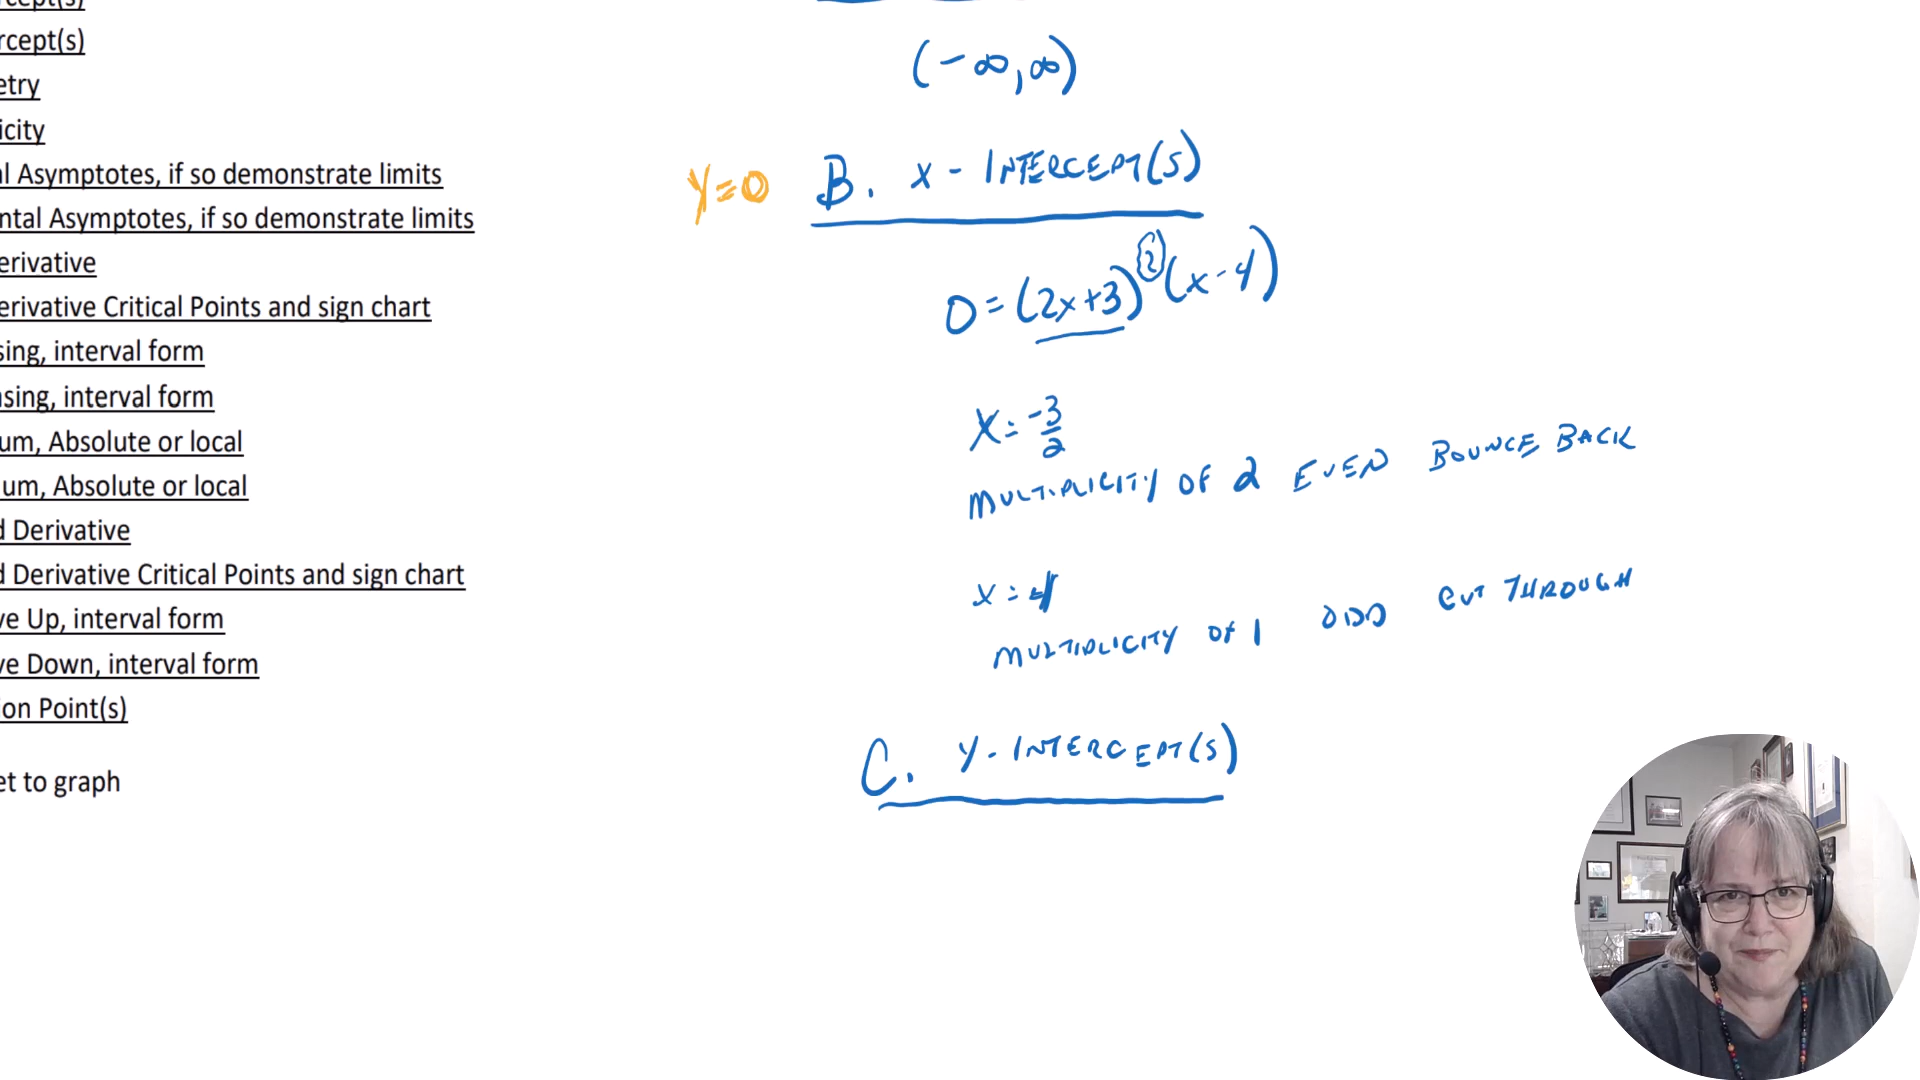 rcept(s)
etry
icity
l Asymptotes, if so demonstrate limits
ntal Asymptotes, if so demonstrate limits
erivative
erivative Critical Points and sign chart
sing, interval form
asing, interval form
um, Absolute or local
um, Absolute or local
d Derivative
d Derivative Critical Points and sign chart
ve Up, interval form
ve Down, interval form
ion Point(s)
et to graph
(-∞,∞)
Y=0 B. X-INTERCEPT(S)
0=(2x+3)²(x-4)
X=-3/2
MULTIPLICITY OF 2 EVEN BOUNCE BACK
X=4
MULTIPLICITY OF 1 ODD CUT THROUGH
C. Y-INTERCEPT(S)